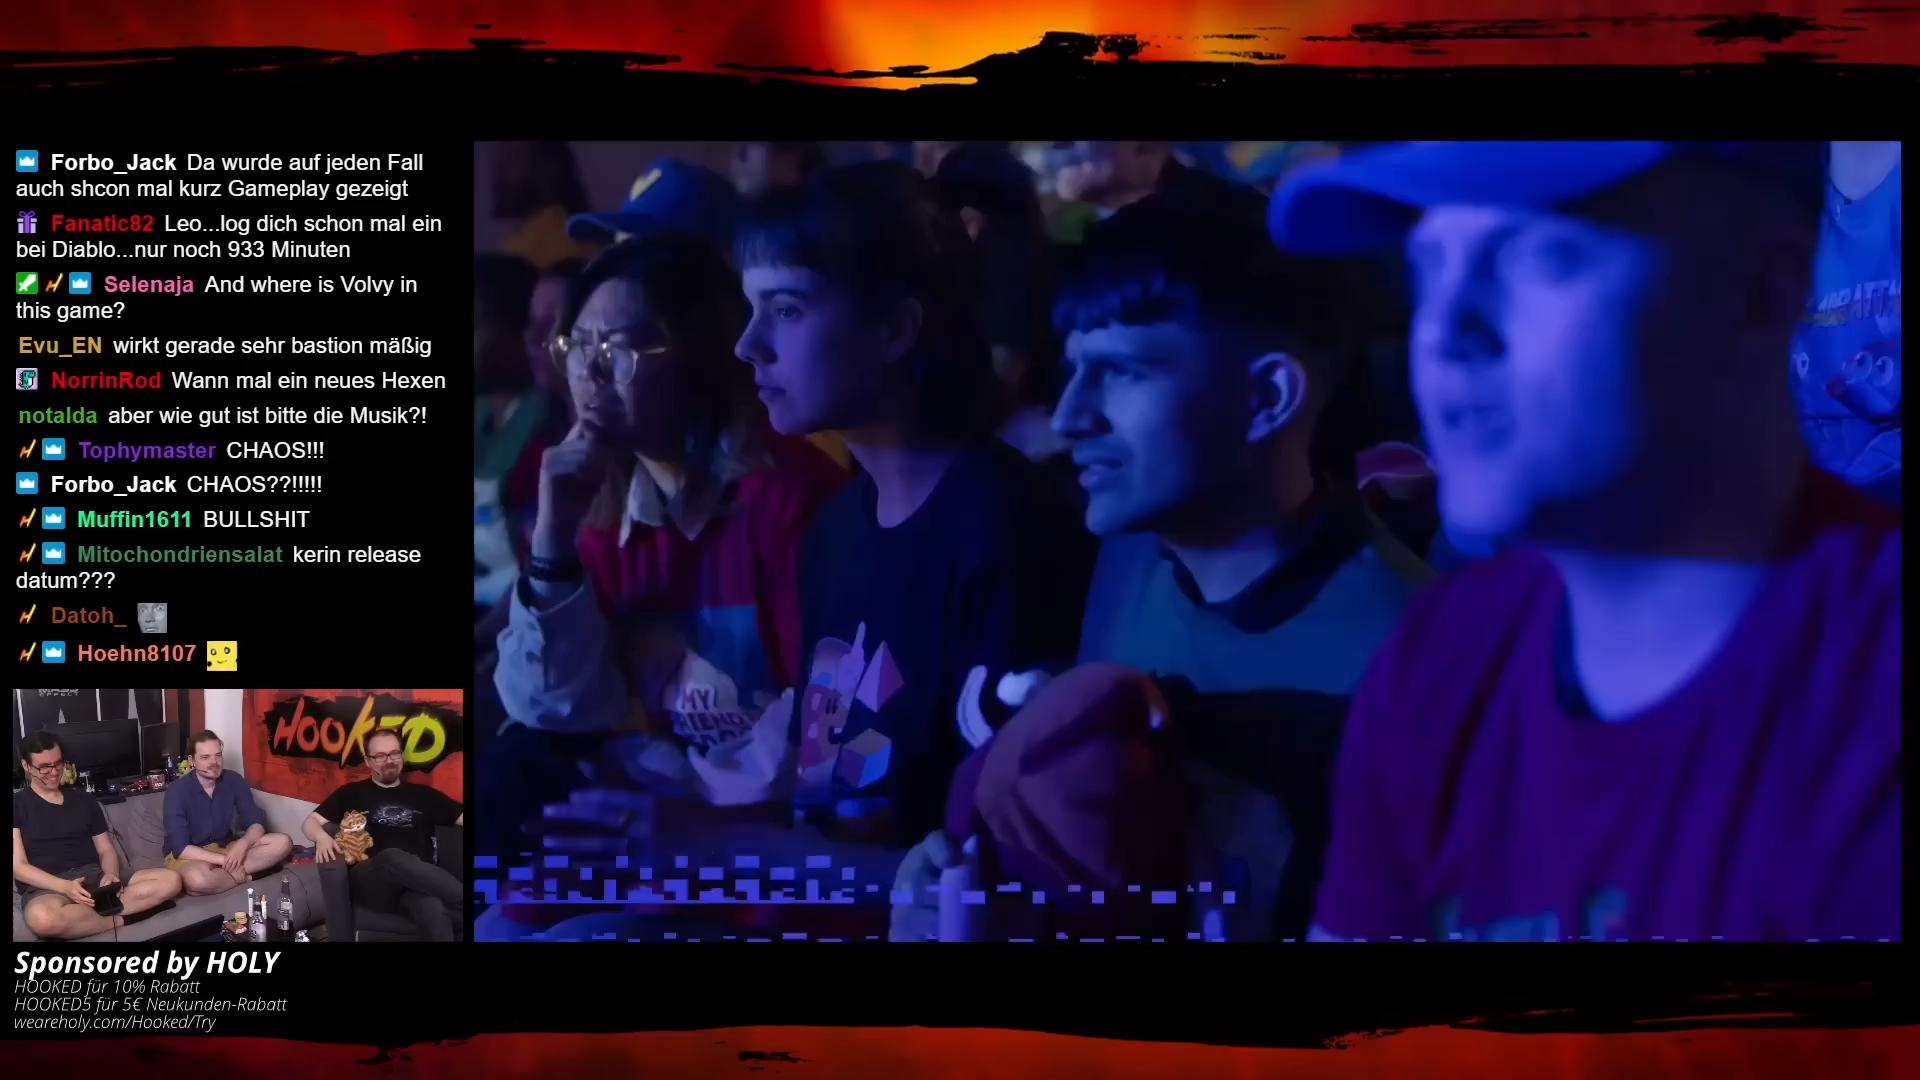 Forbo_Jack Da wurde auf jeden Fall
auch shcon mal kurz Gameplay gezeigt
Fanatic82 Leo...log dich schon mal ein
bei Diablo...nur noch 933 Minuten
Selenaja And where is Volvy in
this game?
Evu_EN wirkt gerade sehr bastion mäßig
NorrinRod Wann mal ein neues Hexen
notalda aber wie gut ist bitte die Musik?!
Tophymaster CHAOS!!!
Forbo_Jack CHAOS??!!!!!
Muffin1611 BULLSHIT
Mitochondriensalat kerin release
datum???
Datoh_
Hoehn8107
HOOKED
MY
Sponsored by HOLY
HOOKED für 10% Rabatt
HOOKED5 für 5€ Neukunden-Rabatt
weareholy.com/Hooked/Try